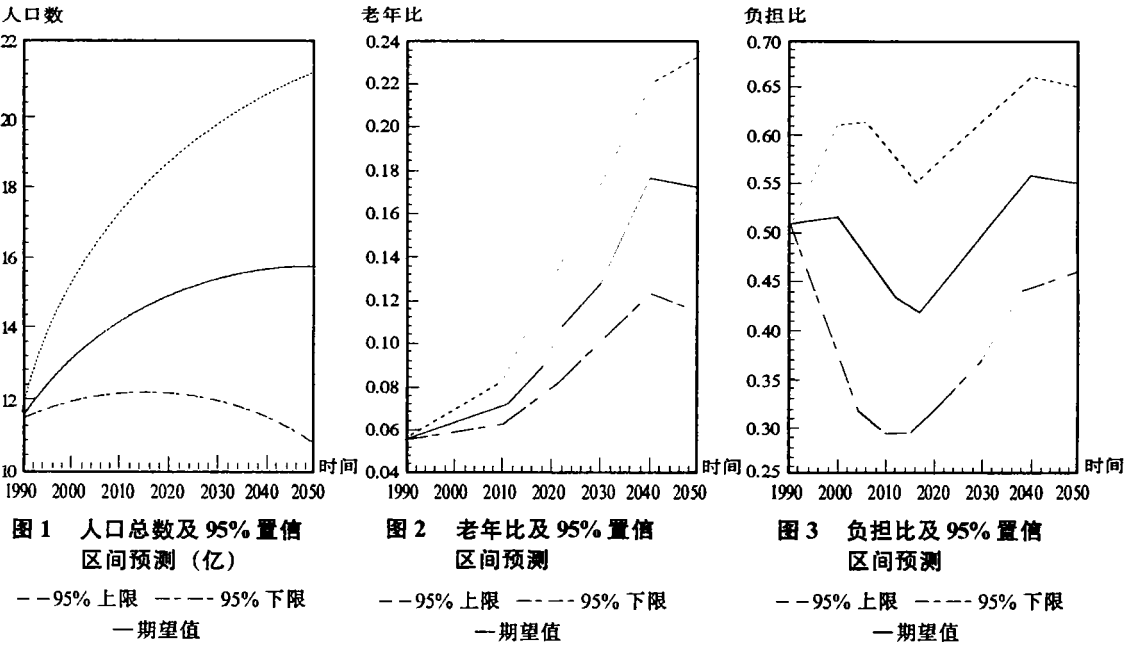 人口数
22
20
18
16
14
12
10
1990 2000 2010 2020 2030 2040 2050
时间
图 1 人口总数及 95% 置信
区间预测（亿）
– –95% 上限 –·–·– 95% 下限
—期望值
老年比
0.24
0.22
0.20
0.18
0.16
0.14
0.12
0.10
0.08
0.06
0.04
1990 2000 2010 2020 2030 2040 2050
时间
图 2 老年比及 95% 置信
区间预测
– –95% 上限 –·–·– 95% 下限
—期望值
负担比
0.70
0.65
0.60
0.55
0.50
0.45
0.40
0.35
0.30
0.25
1990 2000 2010 2020 2030 2040 2050
时间
图 3 负担比及 95% 置信
区间预测
– –95% 上限 – – – – 95% 下限
—期望值